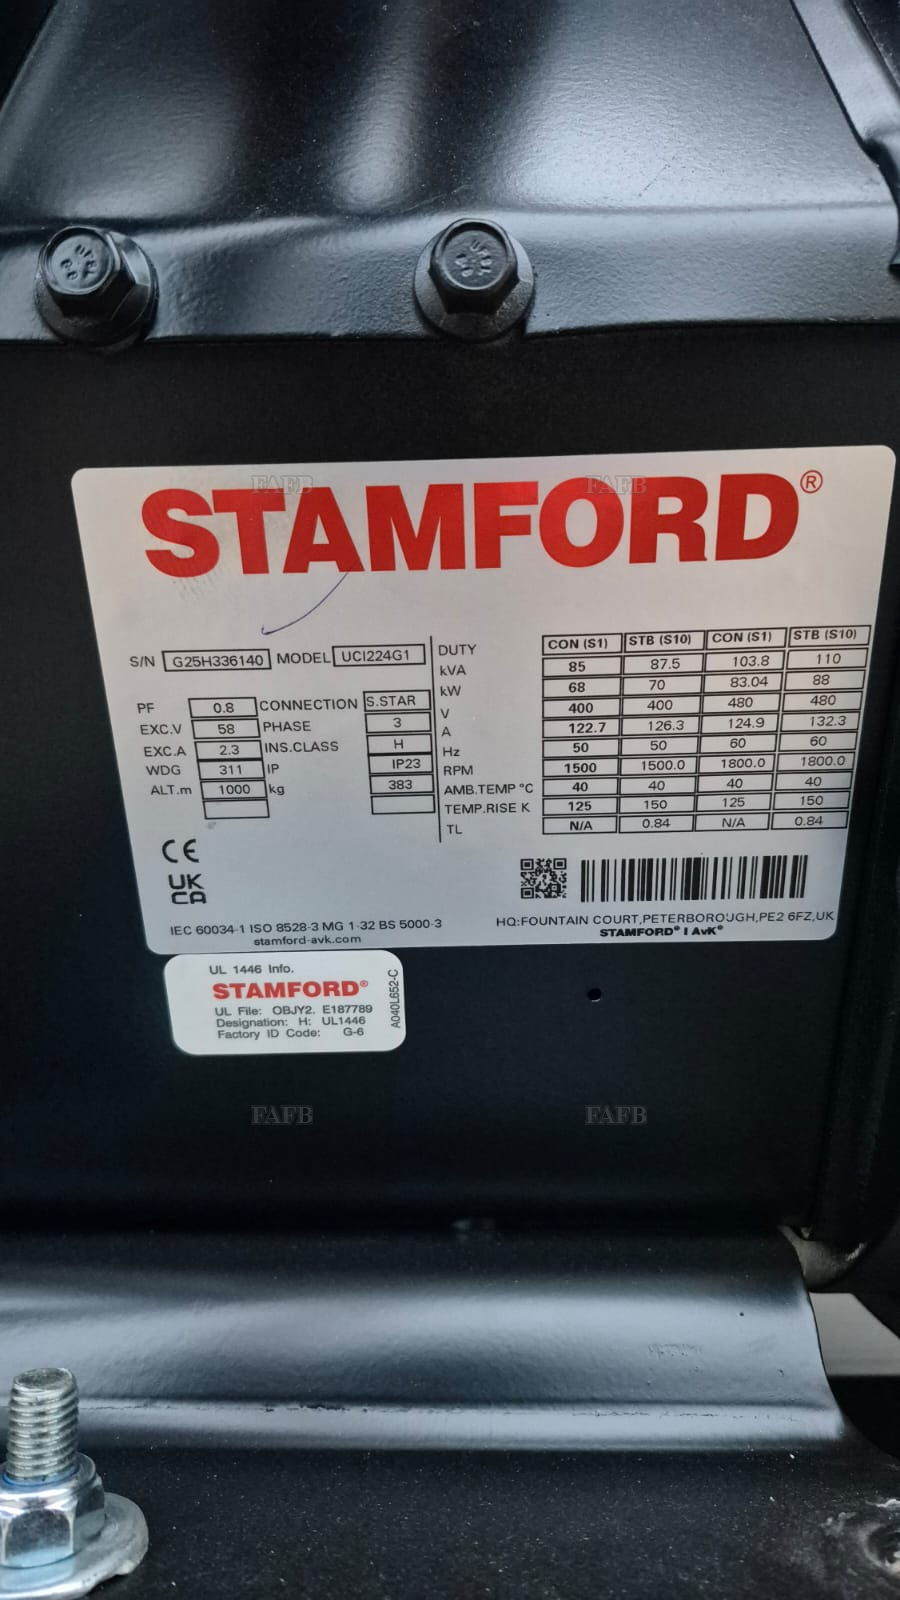 STAMFORD®
S/N G25H336140 MODEL UCI224G1
PF 0.8 CONNECTION S.STAR
EXC.V 58 PHASE 3
EXC.A 2.3 INS.CLASS H
WDG 311 IP IP23
ALT.m 1000 kg 383
DUTY CON (S1) STB (S10) CON (S1) STB (S10)
kVA 85 87.5 103.8 110
kW 68 70 83.04 88
V 400 400 480 480
A 122.7 126.3 124.9 132.3
Hz 50 50 60 60
RPM 1500 1500.0 1800.0 1800.0
AMB.TEMP °C 40 40 40 40
TEMP.RISE K 125 150 125 150
TL N/A 0.84 N/A 0.84
CE
UK
CA
IEC 60034-1 ISO 8528-3 MG 1-32 BS 5000-3
stamford-avk.com
HQ:FOUNTAIN COURT,PETERBOROUGH,PE2 6FZ,UK
STAMFORD® I AvK®
UL 1446 Info.
STAMFORD®
UL File: OBJY2. E187789
Designation: H: UL1446
Factory ID Code: G-6
A040L652-C
FAFB
FAFB
FAFB
FAFB